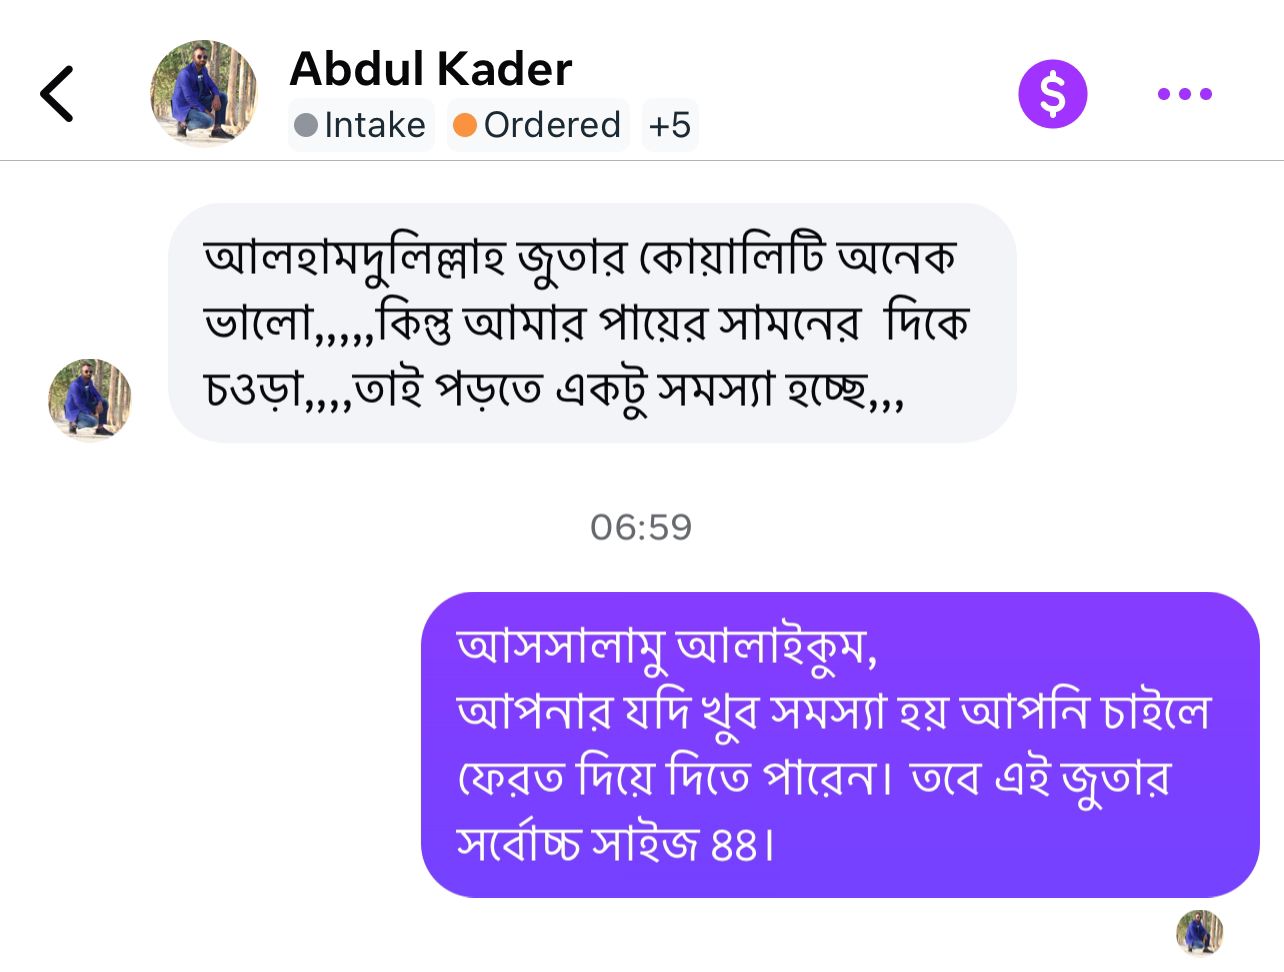 Abdul Kader
Intake Ordered +5
আলহামদুলিল্লাহ জুতার কোয়ালিটি অনেক
ভালো,,,,,কিন্তু আমার পায়ের সামনের  দিকে
চওড়া,,,,তাই পড়তে একটু সমস্যা হচ্ছে,,,
06:59
আসসালামু আলাইকুম,
আপনার যদি খুব সমস্যা হয় আপনি চাইলে
ফেরত দিয়ে দিতে পারেন। তবে এই জুতার
সর্বোচ্চ সাইজ ৪৪।